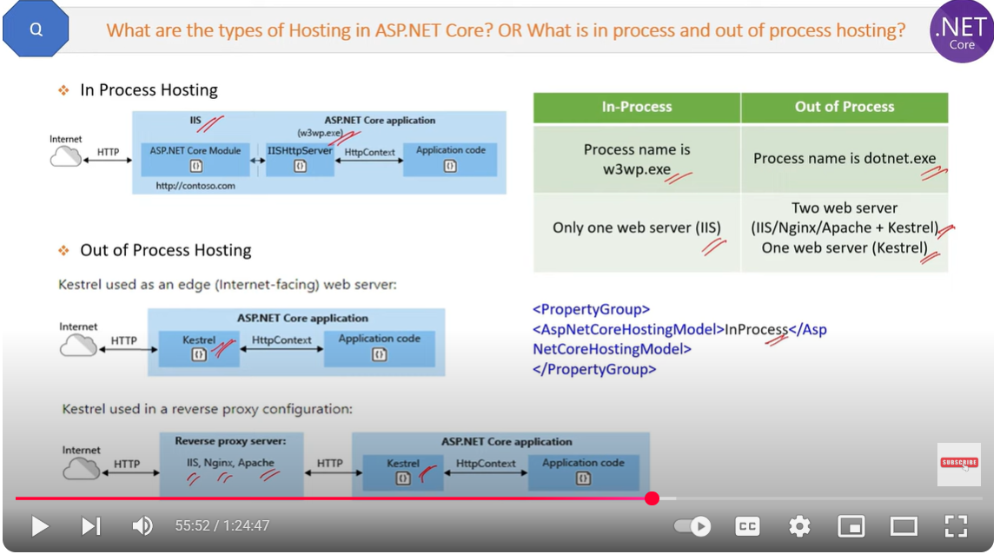 Q
What are the types of Hosting in ASP.NET Core? OR What is in process and out of process hosting?
.NET
Core
❖ In Process Hosting
IIS
ASP.NET Core application
(w3wp.exe)
Internet
HTTP
ASP.NET Core Module
IISHttpServer
HttpContext
Application code
http://contoso.com
❖ Out of Process Hosting
Kestrel used as an edge (Internet-facing) web server:
ASP.NET Core application
Internet
HTTP
Kestrel
HttpContext
Application code
Kestrel used in a reverse proxy configuration:
Reverse proxy server:
ASP.NET Core application
Internet
HTTP
IIS, Nginx, Apache
HTTP
Kestrel
HttpContext
Application code
In-Process
Out of Process
Process name is
w3wp.exe
Process name is dotnet.exe
Only one web server (IIS)
Two web server
(IIS/Nginx/Apache + Kestrel)
One web server (Kestrel)
<PropertyGroup>
<AspNetCoreHostingModel>InProcess</Asp
NetCoreHostingModel>
</PropertyGroup>
SUBSCRIBE
55:52 / 1:24:47
CC